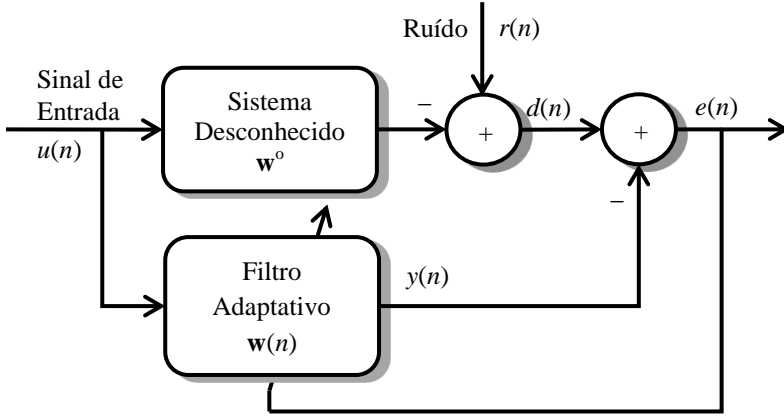 Ruído r(n)
Sinal de
Entrada
u(n)
Sistema
Desconhecido
w°
−
+
d(n)
+
e(n)
−
Filtro
Adaptativo
w(n)
y(n)